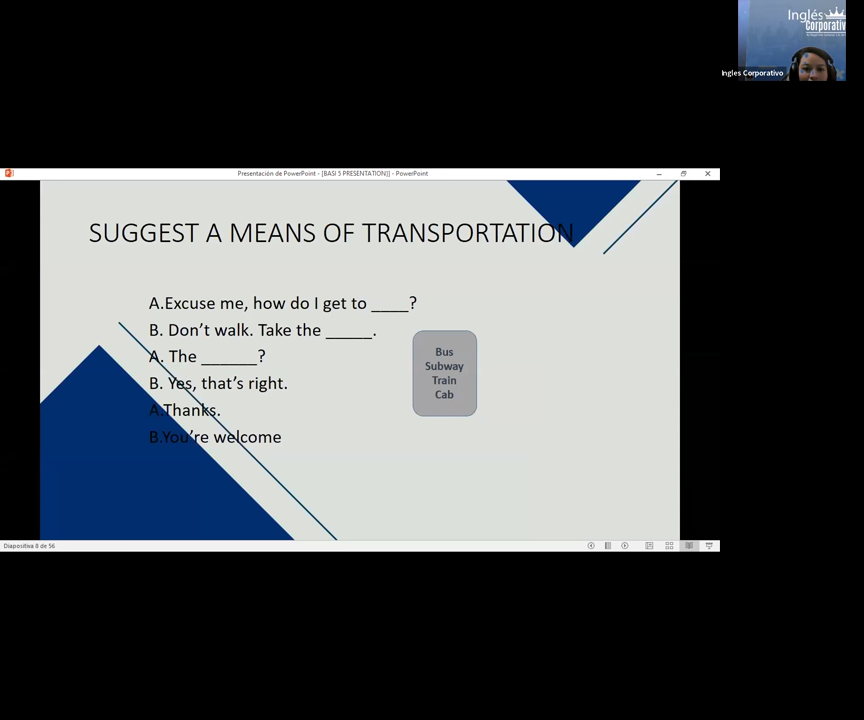 Inglés
Corporativ
Ingles Corporativo
Presentación de PowerPoint - [BASI 5 PRESENTATION]] - PowerPoint
SUGGEST A MEANS OF TRANSPORTATION
A.Excuse me, how do I get to ____?
B. Don't walk. Take the _____.
A. The ______?
B. Yes, that's right.
A.Thanks.
B.You're welcome
Bus
Subway
Train
Cab
Diapositiva 8 de 56